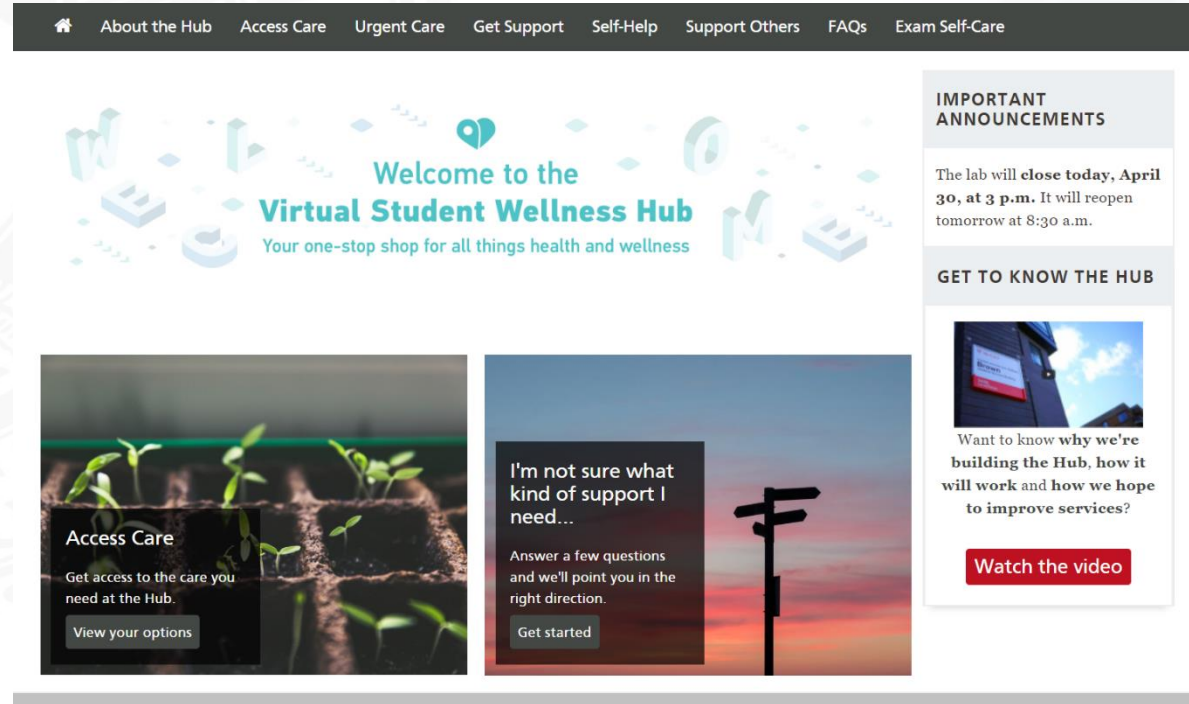 About the Hub Access Care Urgent Care Get Support Self-Help Support Others FAQs Exam Self-Care
WELCOME
Welcome to the
Virtual Student Wellness Hub
Your one-stop shop for all things health and wellness
Access Care
Get access to the care you
need at the Hub.
View your options
I'm not sure what
kind of support I
need...
Answer a few questions
and we'll point you in the
right direction.
Get started
IMPORTANT
ANNOUNCEMENTS
The lab will close today, April
30, at 3 p.m. It will reopen
tomorrow at 8:30 a.m.
GET TO KNOW THE HUB
Brown
Want to know why we're
building the Hub, how it
will work and how we hope
to improve services?
Watch the video